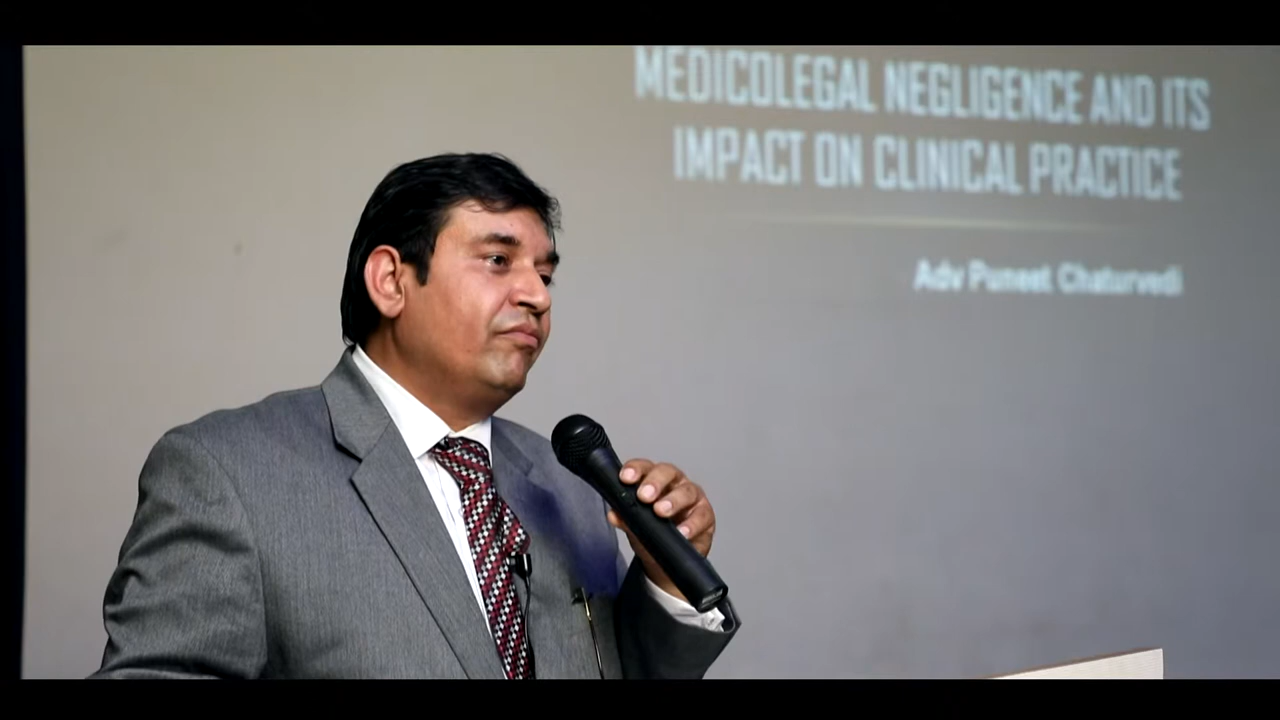 MEDICOLEGAL NEGLIGENCE AND ITS
IMPACT ON CLINICAL PRACTICE
Adv Puneet Chaturvedi